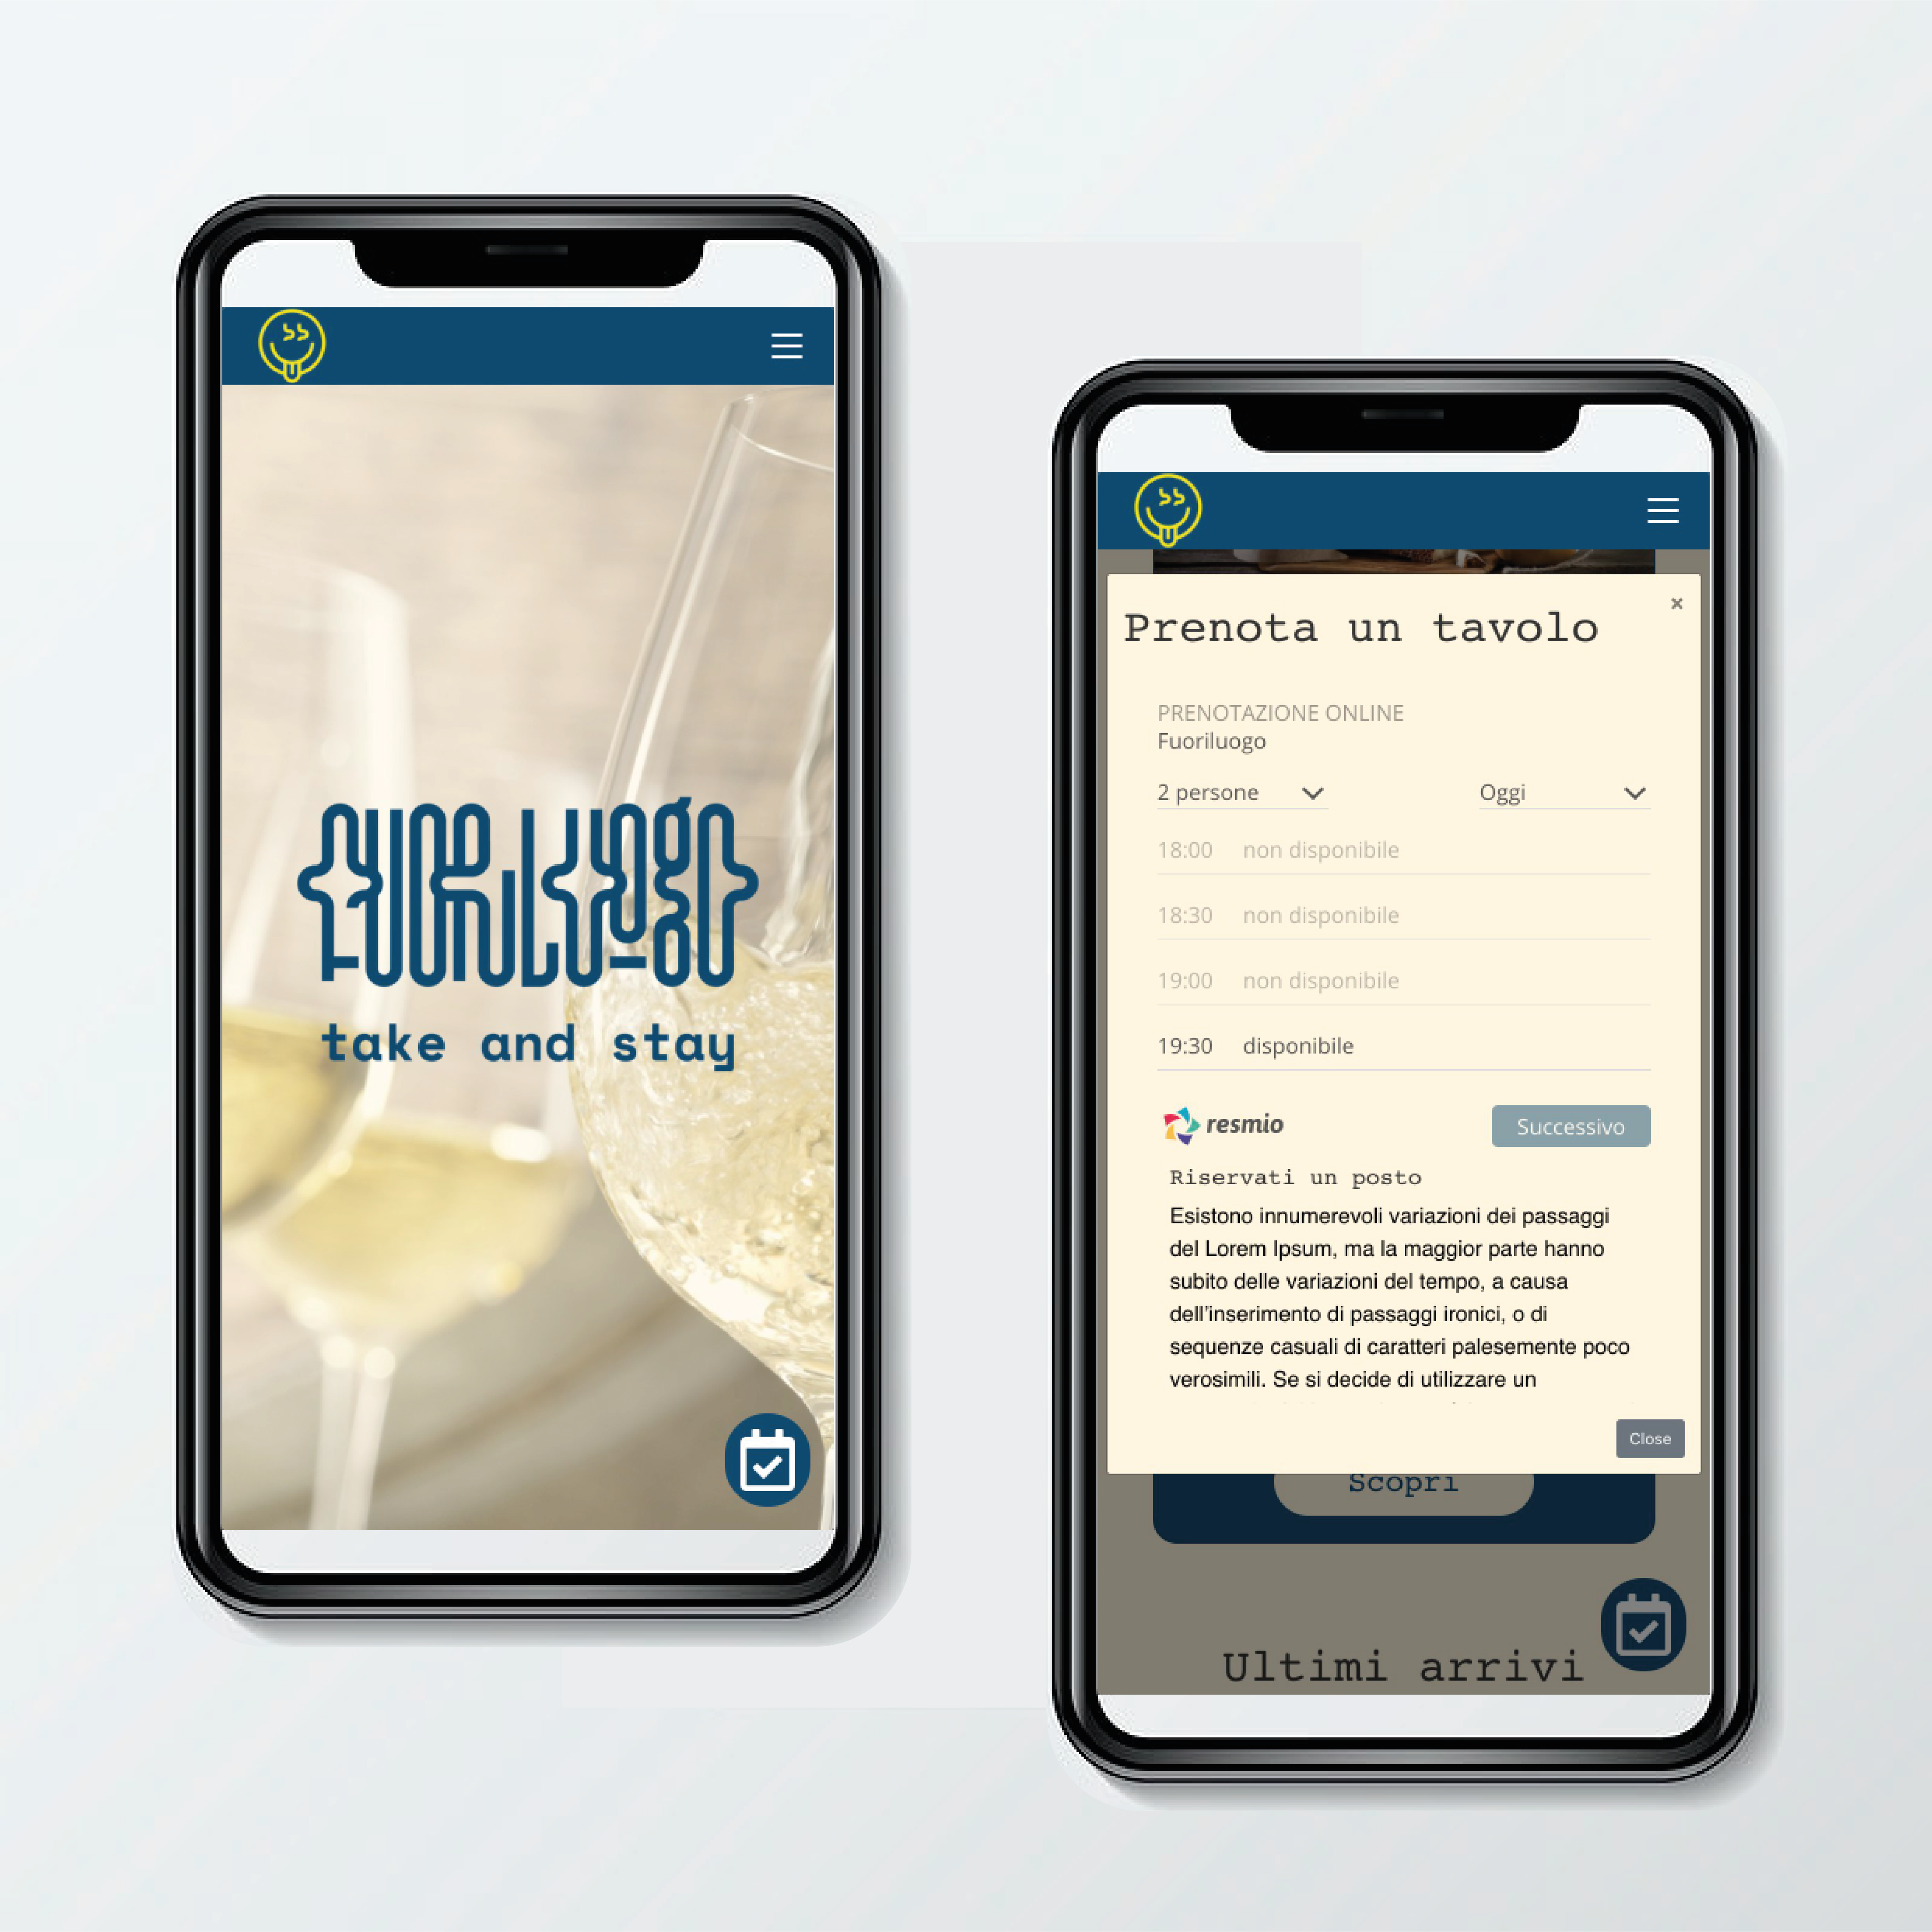 FUORILUOGO
take and stay
Prenota un tavolo
×
PRENOTAZIONE ONLINE
Fuoriluogo
2 persone
Oggi
18:00 non disponibile
18:30 non disponibile
19:00 non disponibile
19:30 disponibile
resmio
Successivo
Riservati un posto
Esistono innumerevoli variazioni dei passaggi
del Lorem Ipsum, ma la maggior parte hanno
subito delle variazioni del tempo, a causa
dell’inserimento di passaggi ironici, o di
sequenze casuali di caratteri palesemente poco
verosimili. Se si decide di utilizzare un
Close
Scopri
Ultimi arrivi